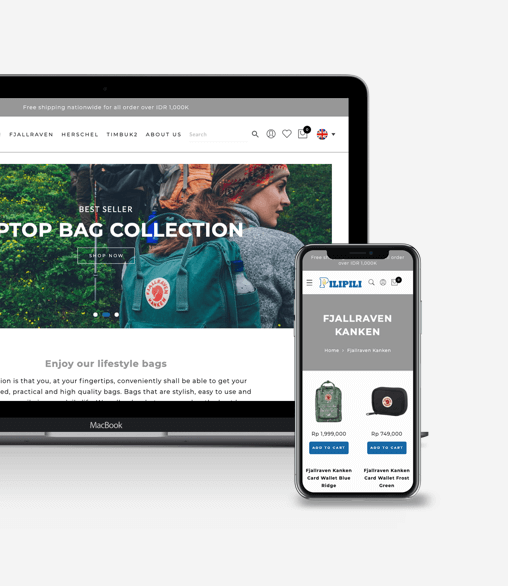 Free shipping nationwide for all order over IDR 1,000K
FJALLRAVEN HERSCHEL TIMBUK2 ABOUT US Search
0
BEST SELLER
PTOP BAG COLLECTION
SHOP NOW
Enjoy our lifestyle bags
ion is that you, at your fingertips, conveniently shall be able to get your
ed, practical and high quality bags. Bags that are stylish, easy to use and
MacBook
Free s order
over IDR 1,000K
PILIPILI
0
FJALLRAVEN
KANKEN
Home Fjallraven Kanken
Rp 1,999,000 Rp 749,000
ADD TO CART ADD TO CART
Fjallraven Kanken Fjallraven Kanken
Card Wallet Blue Card Wallet Frost
Ridge Green